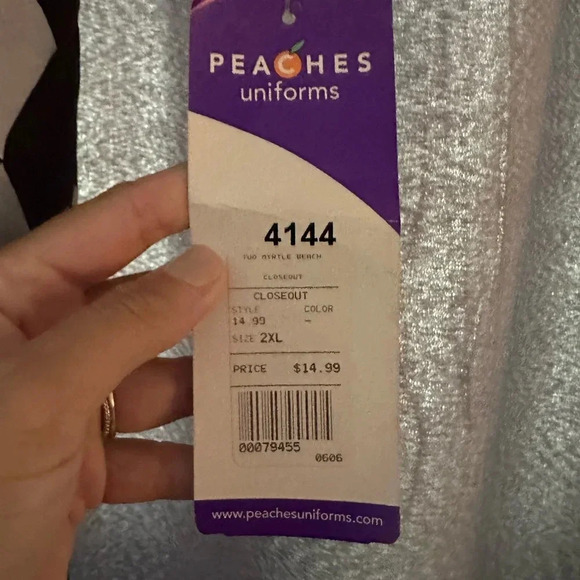 PEACHES
uniforms
4144
TWO MYRTLE BEACH
CLOSEOUT
CLOSEOUT
STYLE COLOR
14.99 –
SIZE 2XL
PRICE $14.99
00079455
0606
www.peachesuniforms.com